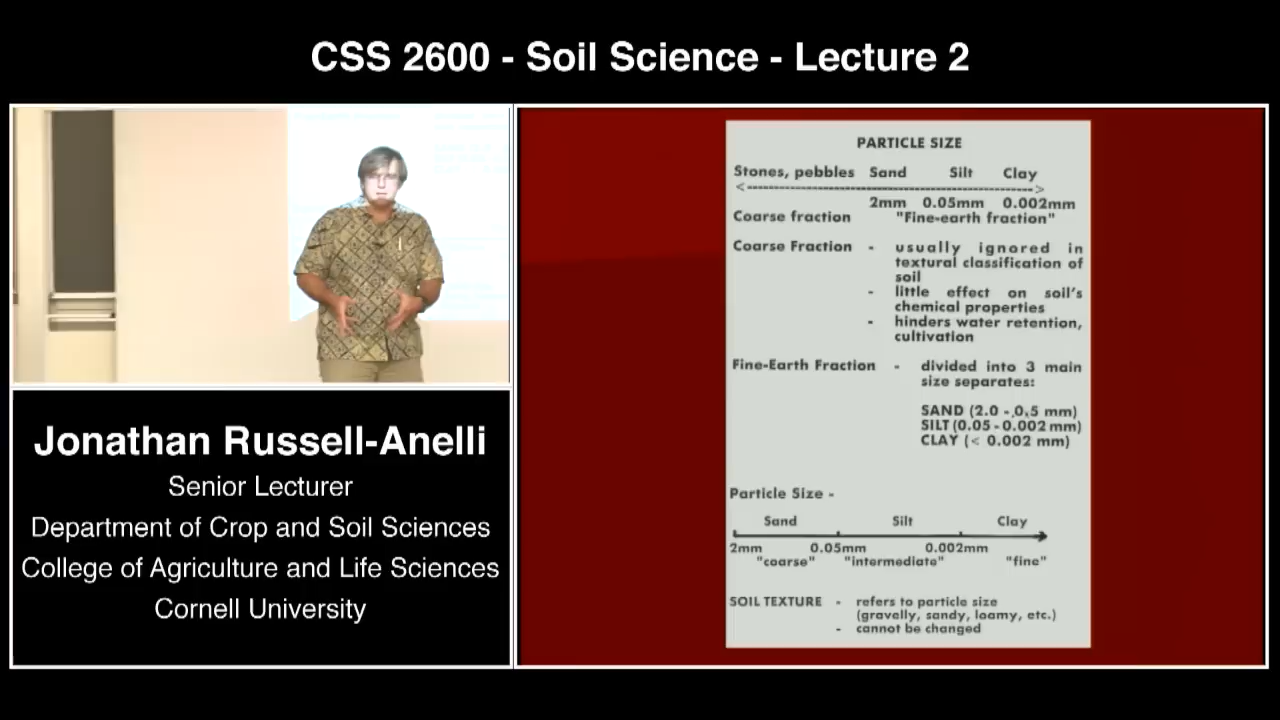 CSS 2600 - Soil Science - Lecture 2
Jonathan Russell-Anelli
Senior Lecturer
Department of Crop and Soil Sciences
College of Agriculture and Life Sciences
Cornell University
PARTICLE SIZE
Stones, pebbles Sand Silt Clay
<------------------------------------------------>
2mm 0.05mm 0.002mm
Coarse fraction "Fine-earth fraction"
Coarse Fraction - usually ignored in
textural classification of
soil
- little effect on soil's
chemical properties
- hinders water retention,
cultivation
Fine-Earth Fraction - divided into 3 main
size separates:
SAND (2.0 - 0.5 mm)
SILT (0.05 - 0.002 mm)
CLAY (< 0.002 mm)
Particle Size -
Sand Silt Clay
2mm 0.05mm 0.002mm
"coarse" "intermediate" "fine"
SOIL TEXTURE - refers to particle size
(gravelly, sandy, loamy, etc.)
- cannot be changed